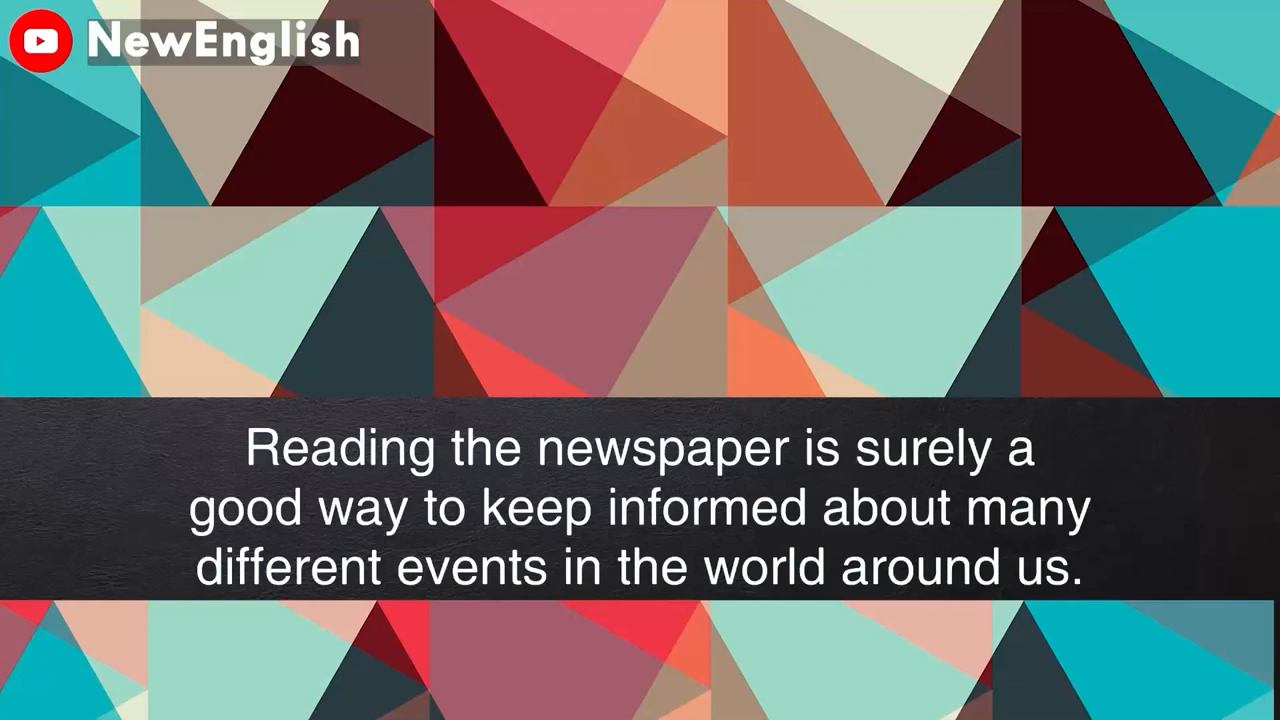 NewEnglish
Reading the newspaper is surely a
good way to keep informed about many
different events in the world around us.